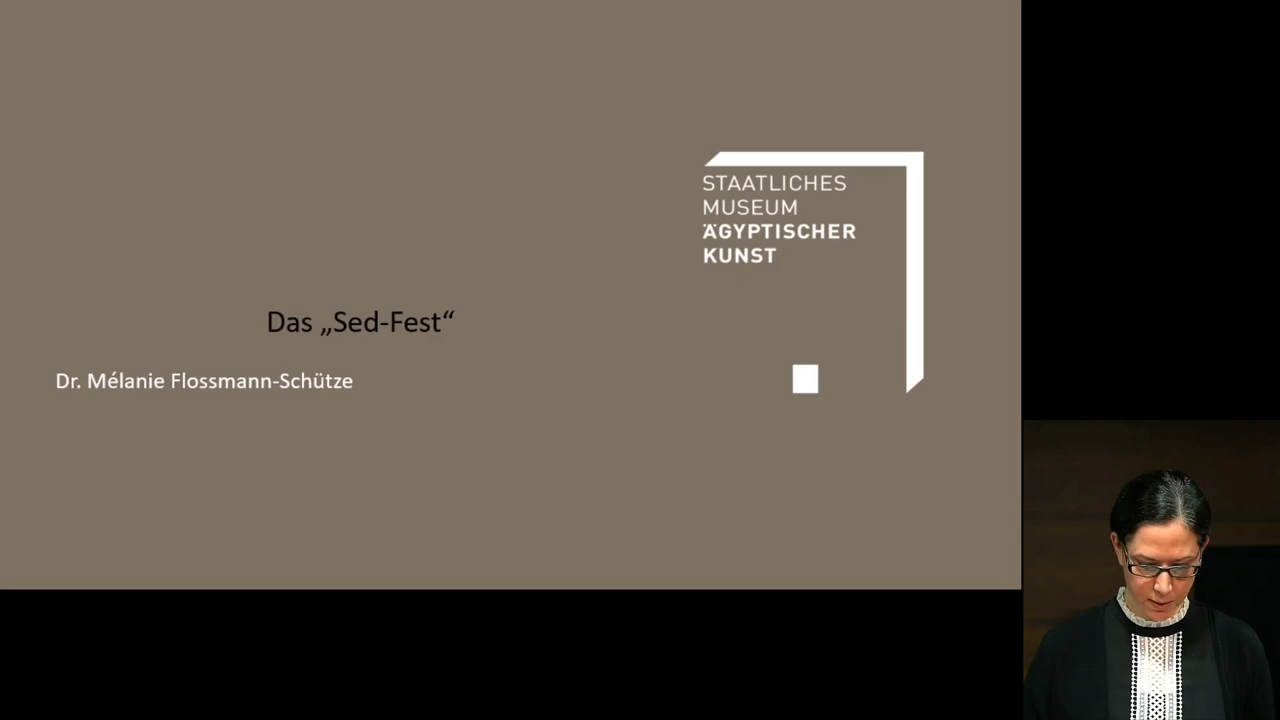 STAATLICHES
MUSEUM
ÄGYPTISCHER
KUNST
Das „Sed-Fest“
Dr. Mélanie Flossmann-Schütze